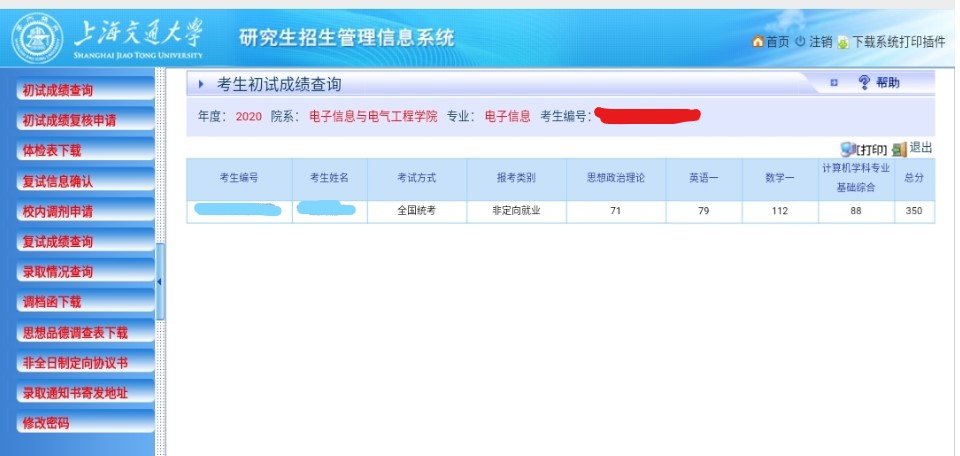 上海交通大学
SHANGHAI JIAO TONG UNIVERSITY
研究生招生管理信息系统
首页 注销 下载系统打印插件
初试成绩查询
初试成绩复核申请
体检表下载
复试信息确认
校内调剂申请
复试成绩查询
录取情况查询
调档函下载
思想品德调查表下载
非全日制定向协议书
录取通知书寄发地址
修改密码
考生初试成绩查询
帮助
年度: 2020 院系: 电子信息与电气工程学院 专业: 电子信息 考生编号:
[打印] 退出
考生编号 考生姓名 考试方式 报考类别 思想政治理论 英语一 数学一 计算机学科专业基础综合 总分
全国统考 非定向就业 71 79 112 88 350